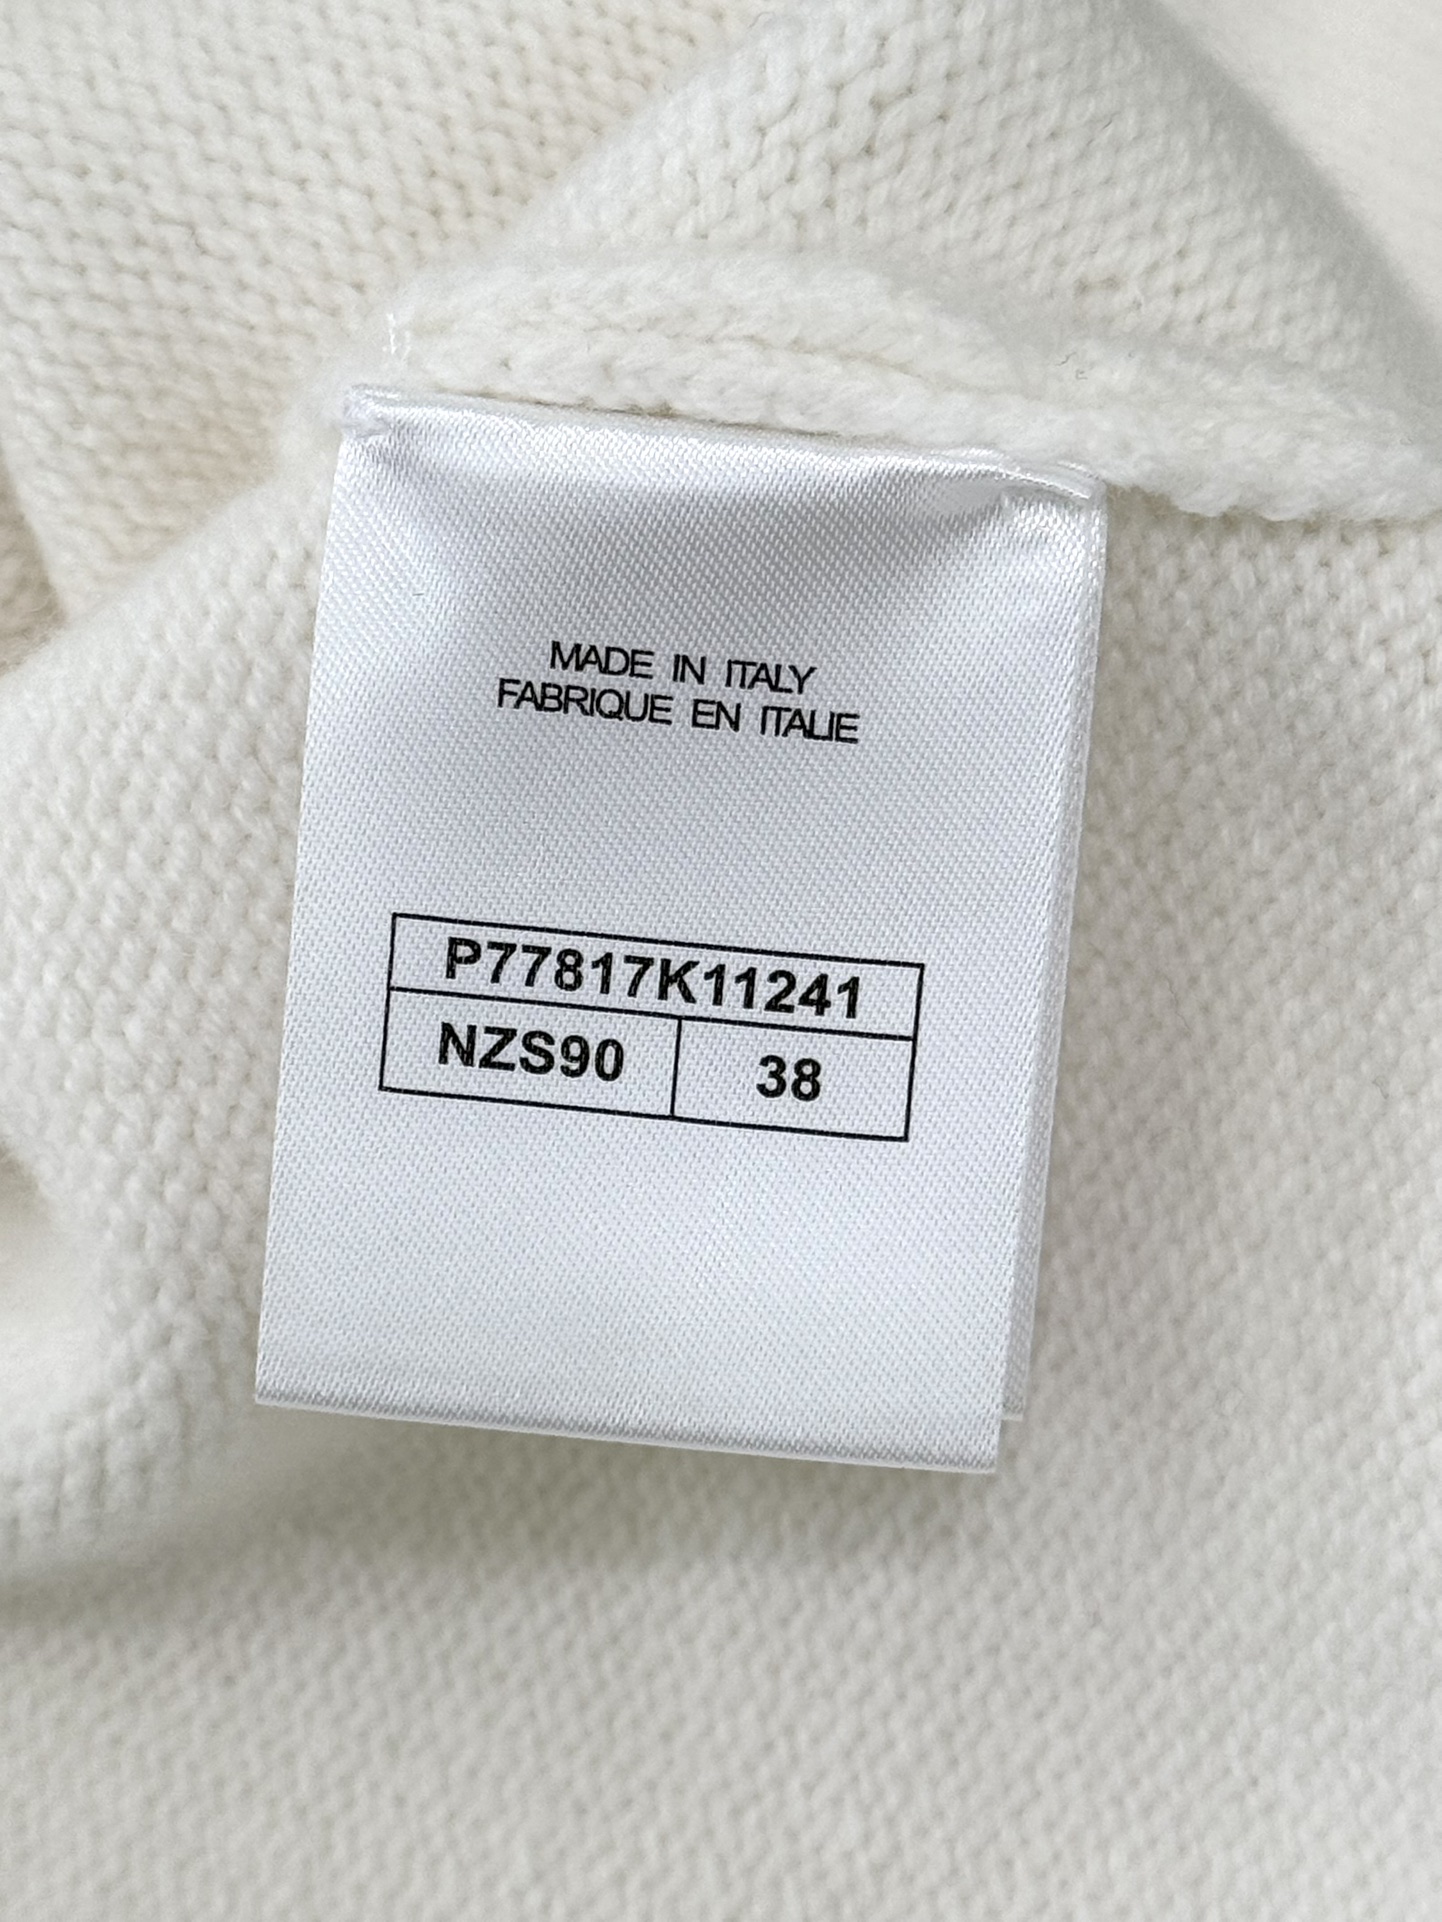 MADE IN ITALY
FABRIQUE EN ITALIE
P77817K11241
NZS90 38